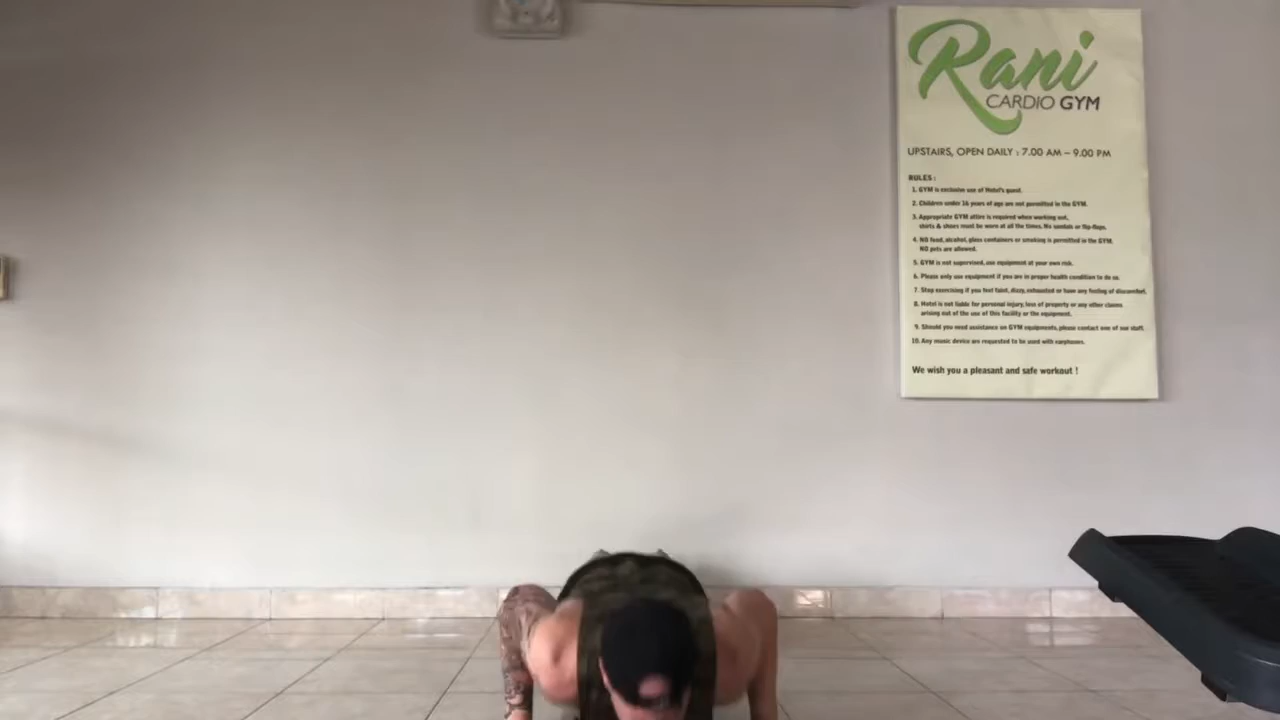 Rani
CARDIO GYM
UPSTAIRS, OPEN DAILY : 7.00 AM – 9.00 PM
RULES :
1. GYM is exclusive use of Hotel's guest.
2. Children under 16 years of age are not permitted in the GYM.
3. Appropriate GYM attire is required when working out,
shirts & shoes must be worn at all the times. No sandals or flip-flops.
4. NO food, alcohol, glass containers or smoking is permitted in the GYM.
NO pets are allowed.
5. GYM is not supervised, use equipment at your own risk.
6. Please only use equipment if you are in proper health condition to do so.
7. Stop exercising if you feel faint, dizzy, exhausted or have any feeling of discomfort.
8. Hotel is not liable for personal injury, loss of property or any other claims
arising out of the use of this facility or the equipment.
9. Should you need assistance on GYM equipments, please contact one of our staff.
10. Any music device are requested to be used with earphones.
We wish you a pleasant and safe workout !